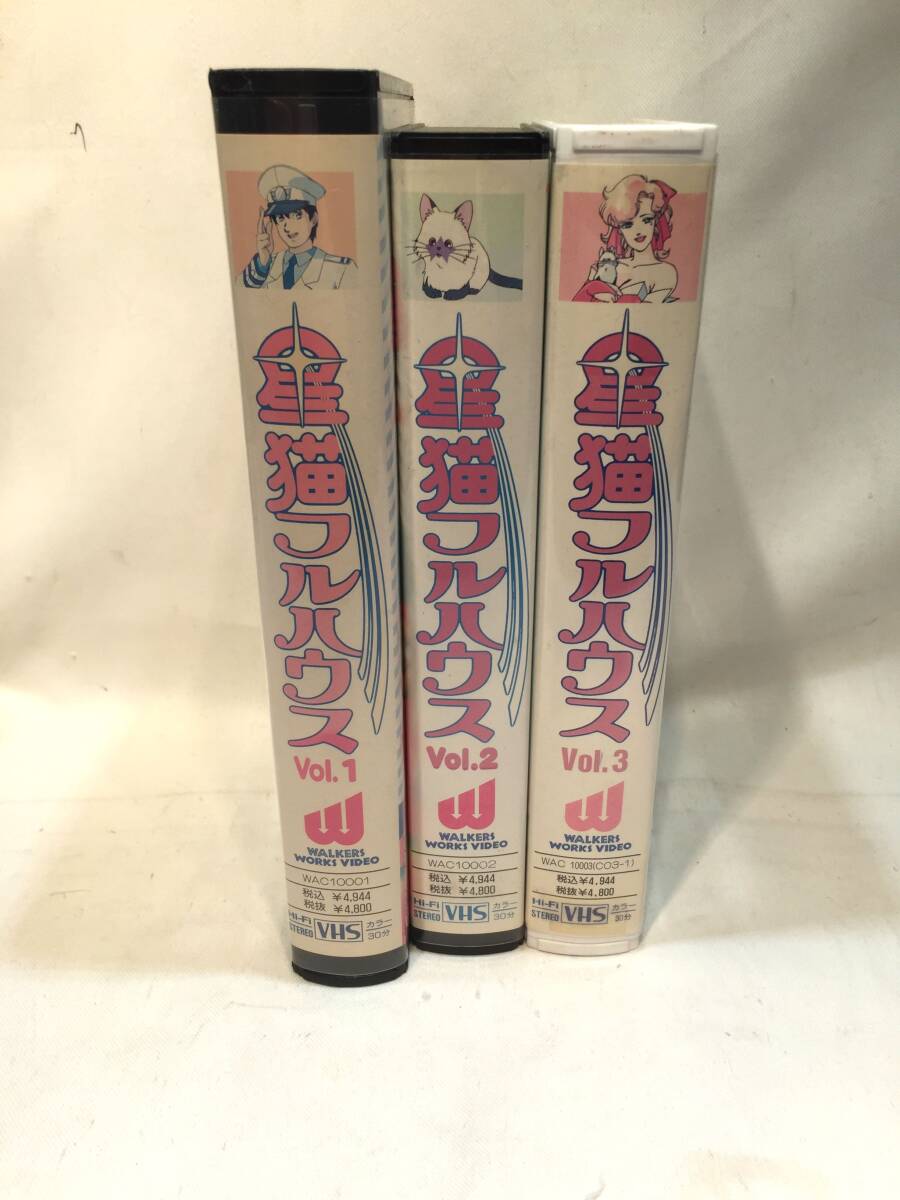 星猫フルハウス
Vol.1
W
WALKERS
WORKS VIDEO
WAC10001
税込 ¥4,944
税抜 ¥4,800
Hi-Fi
STEREO
VHS
カラー
30分
星猫フルハウス
Vol.2
W
WALKERS
WORKS VIDEO
WAC10002
税込 ¥4,944
税抜 ¥4,800
Hi-Fi
STEREO
VHS
カラー
30分
星猫フルハウス
Vol.3
W
WALKERS
WORKS VIDEO
WAC 10003(CO3-1)
税込 ¥4,944
税抜 ¥4,800
Hi-Fi
STEREO
VHS
カラー
30分